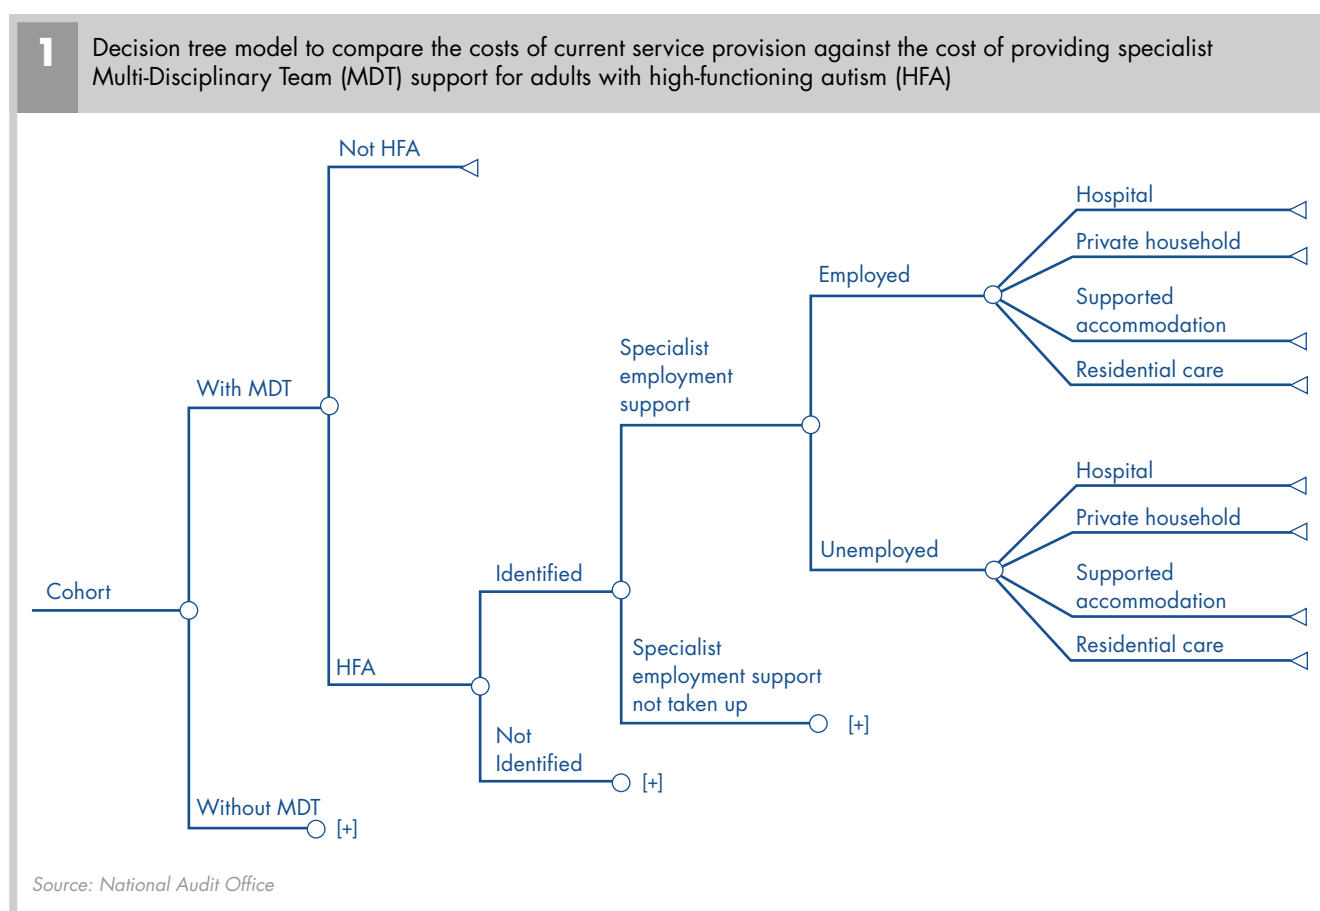 1
Decision tree model to compare the costs of current service provision against the cost of providing specialist
Multi-Disciplinary Team (MDT) support for adults with high-functioning autism (HFA)
Not HFA
Hospital
Private household
Employed
Supported
accommodation
Specialist
employment
support
Residential care
With MDT
Hospital
Private household
Unemployed
Supported
accommodation
Identified
Cohort
Specialist
employment support
not taken up
Residential care
HFA
[+]
Not
Identified
[+]
Without MDT
[+]
Source: National Audit Office